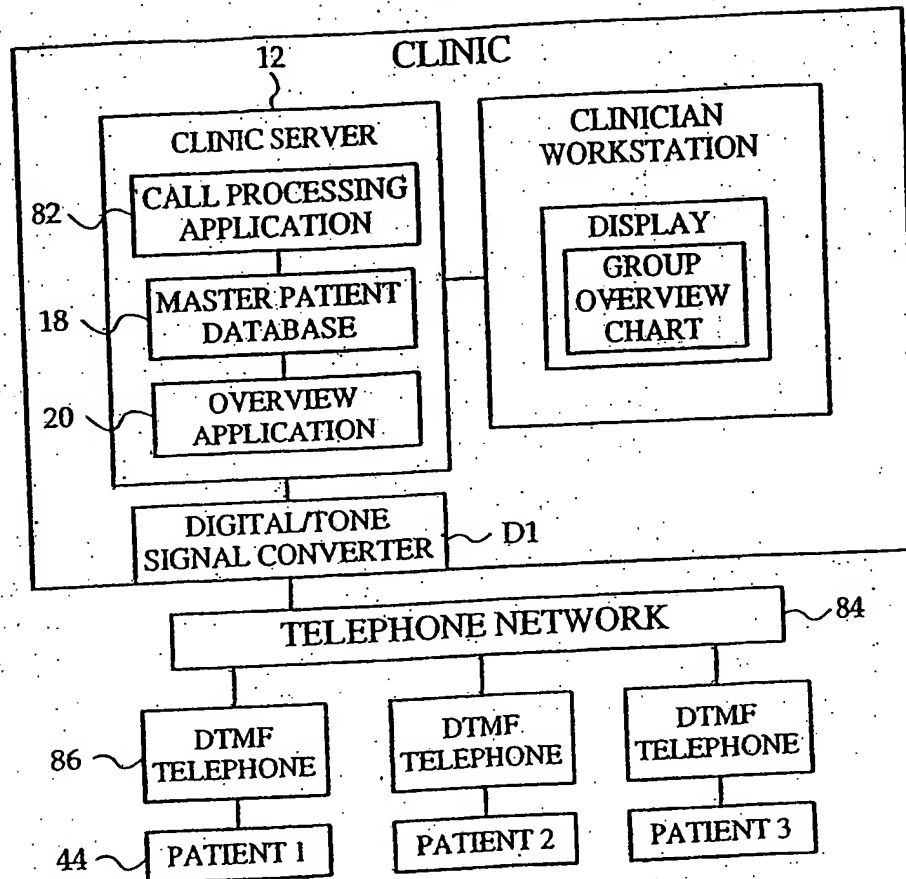 12
CLINIC
CLINIC SERVER
CLINICIAN
WORKSTATION
82
CALL PROCESSING
APPLICATION
DISPLAY
GROUP
OVERVIEW
CHART
18
MASTER PATIENT
DATABASE
20
OVERVIEW
APPLICATION
DIGITAL/TONE
SIGNAL CONVERTER
D1
TELEPHONE NETWORK
84
86
DTMF
TELEPHONE
DTMF
TELEPHONE
DTMF
TELEPHONE
44
PATIENT 1
PATIENT 2
PATIENT 3